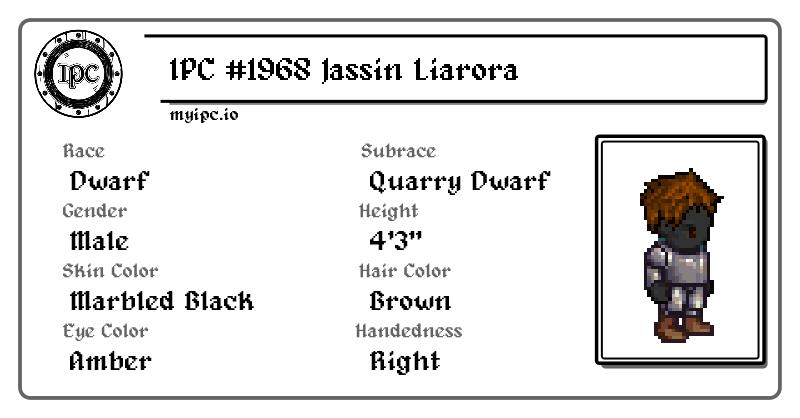 IPC
IPC #1968 Jassin Liarora
myipc.io
Race
Dwarf
Subrace
Quarry Dwarf
Gender
Male
Height
4'3"
Skin Color
Marbled Black
Hair Color
Brown
Eye Color
Amber
Handedness
Right